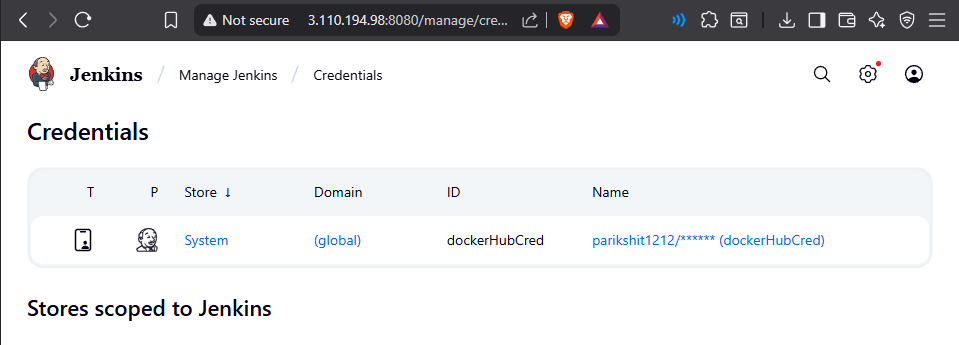 Not secure 3.110.194.98:8080/manage/cre...
Jenkins / Manage Jenkins / Credentials
Credentials
T P Store ↓ Domain ID Name
System (global) dockerHubCred parikshit1212/****** (dockerHubCred)
Stores scoped to Jenkins